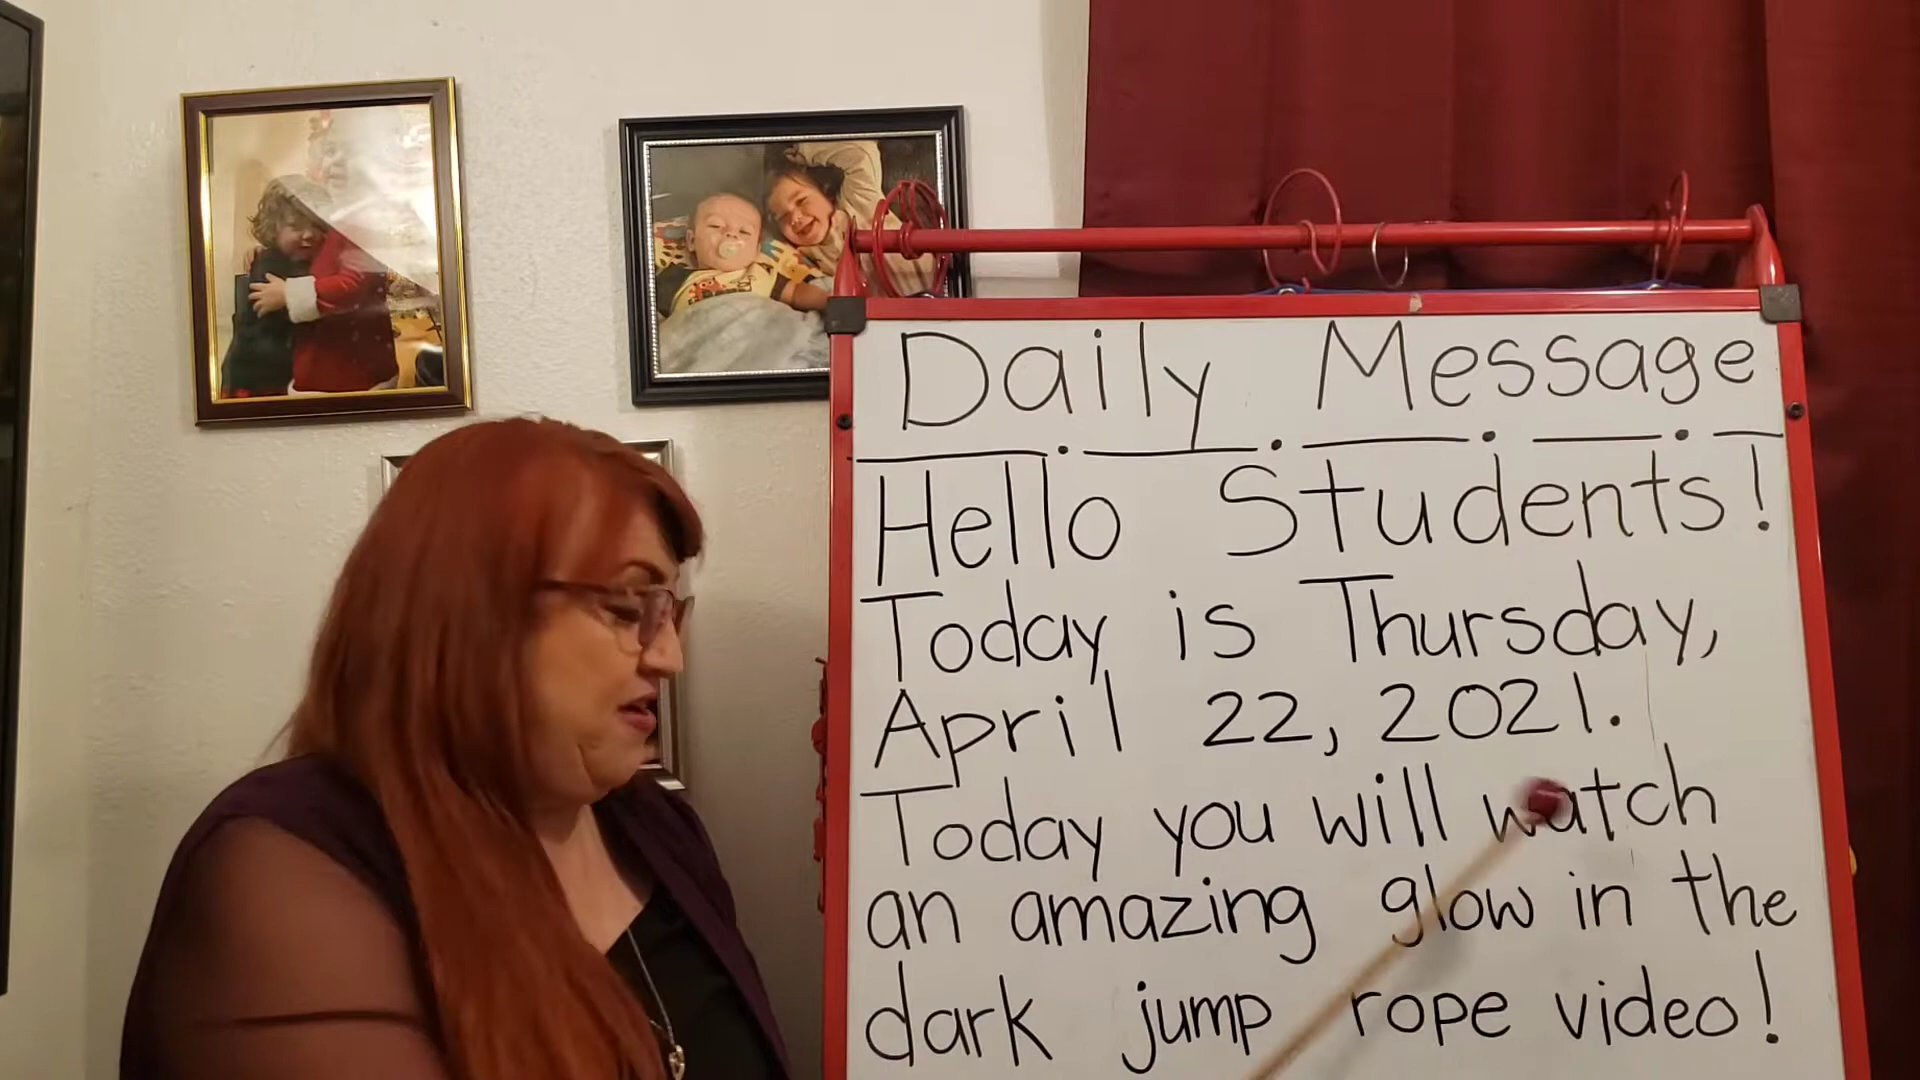 Daily Message
Hello Students!
Today is Thursday,
April 22, 2021.
Today you will watch
an amazing glow in the
dark jump rope video!